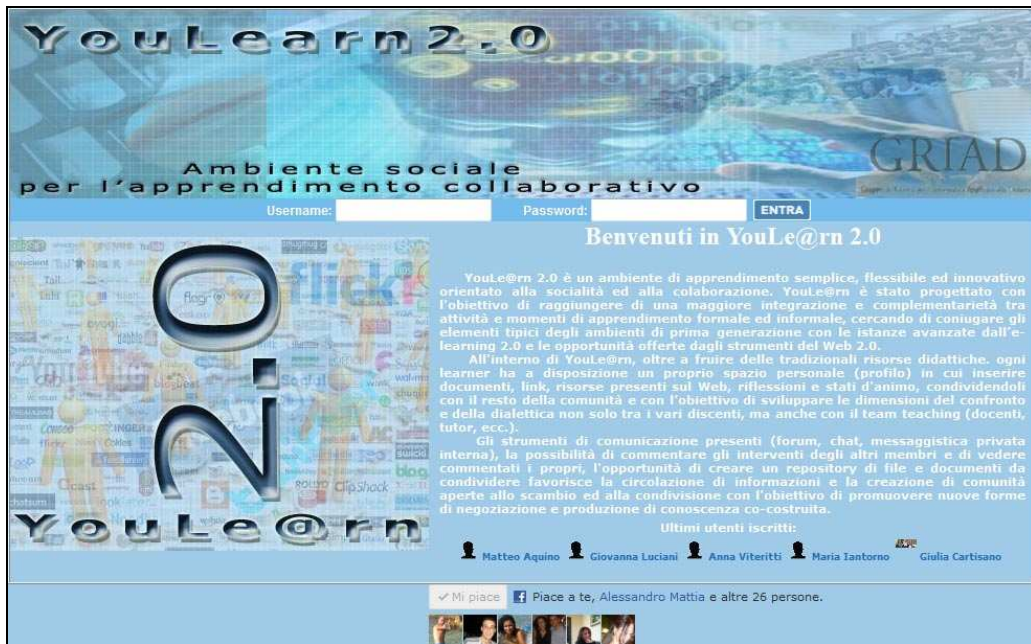 YouLearn2.0
Ambiente sociale
per l'apprendimento collaborativo
GRIAD
Username:
Password:
ENTRA
flickr
2.0
YouLe@rn
Benvenuti in YouLe@rn 2.0
YouLe@rn 2.0 è un ambiente di apprendimento semplice, flessibile ed innovativo
orientato alla socialità ed alla colaborazione. YouLe@rn è stato progettato con
l'obiettivo di raggiungere di una maggiore integrazione e complementarietà tra
attività e momenti di apprendimento formale ed informale, cercando di coniugare gli
elementi tipici degli ambienti di prima generazione con le istanze avanzate dall'e-
learning 2.0 e le opportunità offerte dagli strumenti del Web 2.0.
All'interno di YouLe@rn, oltre a fruire delle tradizionali risorse didattiche. ogni
learner ha a disposizione un proprio spazio personale (profilo) in cui inserire
documenti, link, risorse presenti sul Web, riflessioni e stati d'animo, condividendoli
con il resto della comunità e con l'obiettivo di sviluppare le dimensioni del confronto
e della dialettica non solo tra i vari discenti, ma anche con il team teaching (docenti,
tutor, ecc.).
Gli strumenti di comunicazione presenti (forum, chat, messaggistica privata
interna), la possibilità di commentare gli interventi degli altri membri e di vedere
commentati i propri, l'opportunità di creare un repository di file e documenti da
condividere favorisce la circolazione di informazioni e la creazione di comunità
aperte allo scambio ed alla condivisione con l'obiettivo di promuovere nuove forme
di negoziazione e produzione di conoscenza co-costruita.
Ultimi utenti iscritti:
Matteo Aquino Giovanna Luciani Anna Viteritti Maria Iantorno Giulia Cartisano
Mi piace Piace a te, Alessandro Mattia e altre 26 persone.